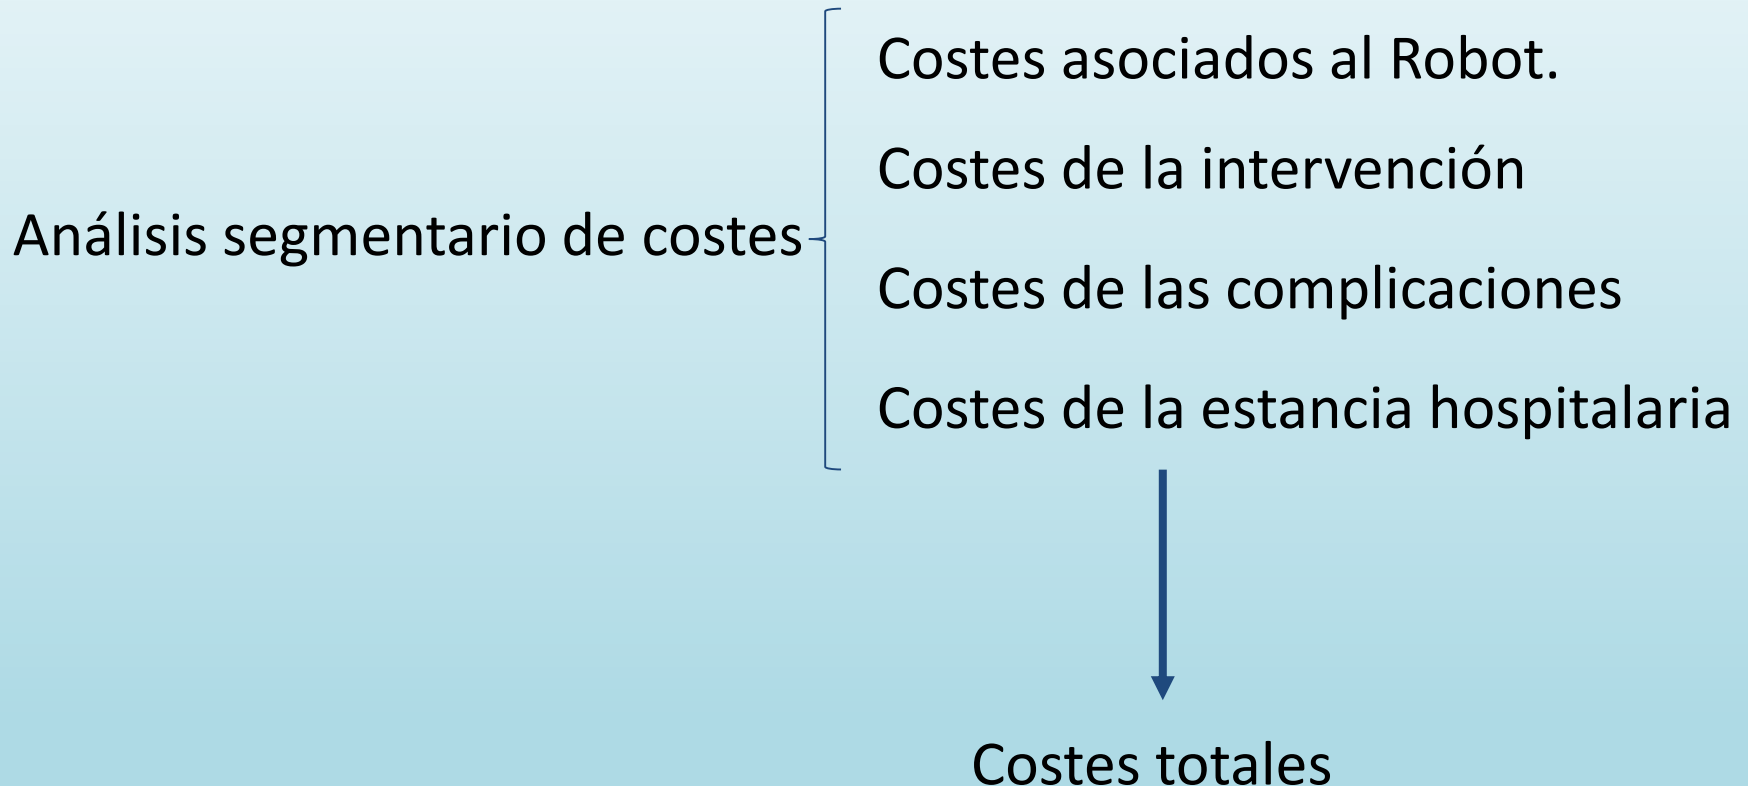 Costes asociados al Robot.
Costes de la intervención
Análisis segmentario de costes
Costes de las complicaciones
Costes de la estancia hospitalaria
Costes totales